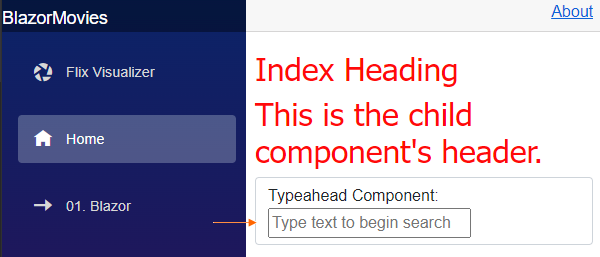 BlazorMovies
About
Flix Visualizer
Home
01. Blazor
Index Heading
This is the child
component's header.
Typeahead Component:
Type text to begin search